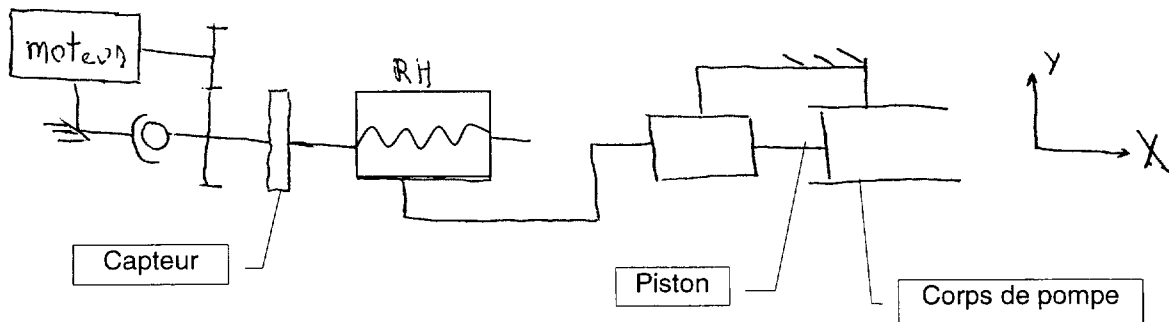 moteur
RH
Y
X
Capteur
Piston
Corps de pompe